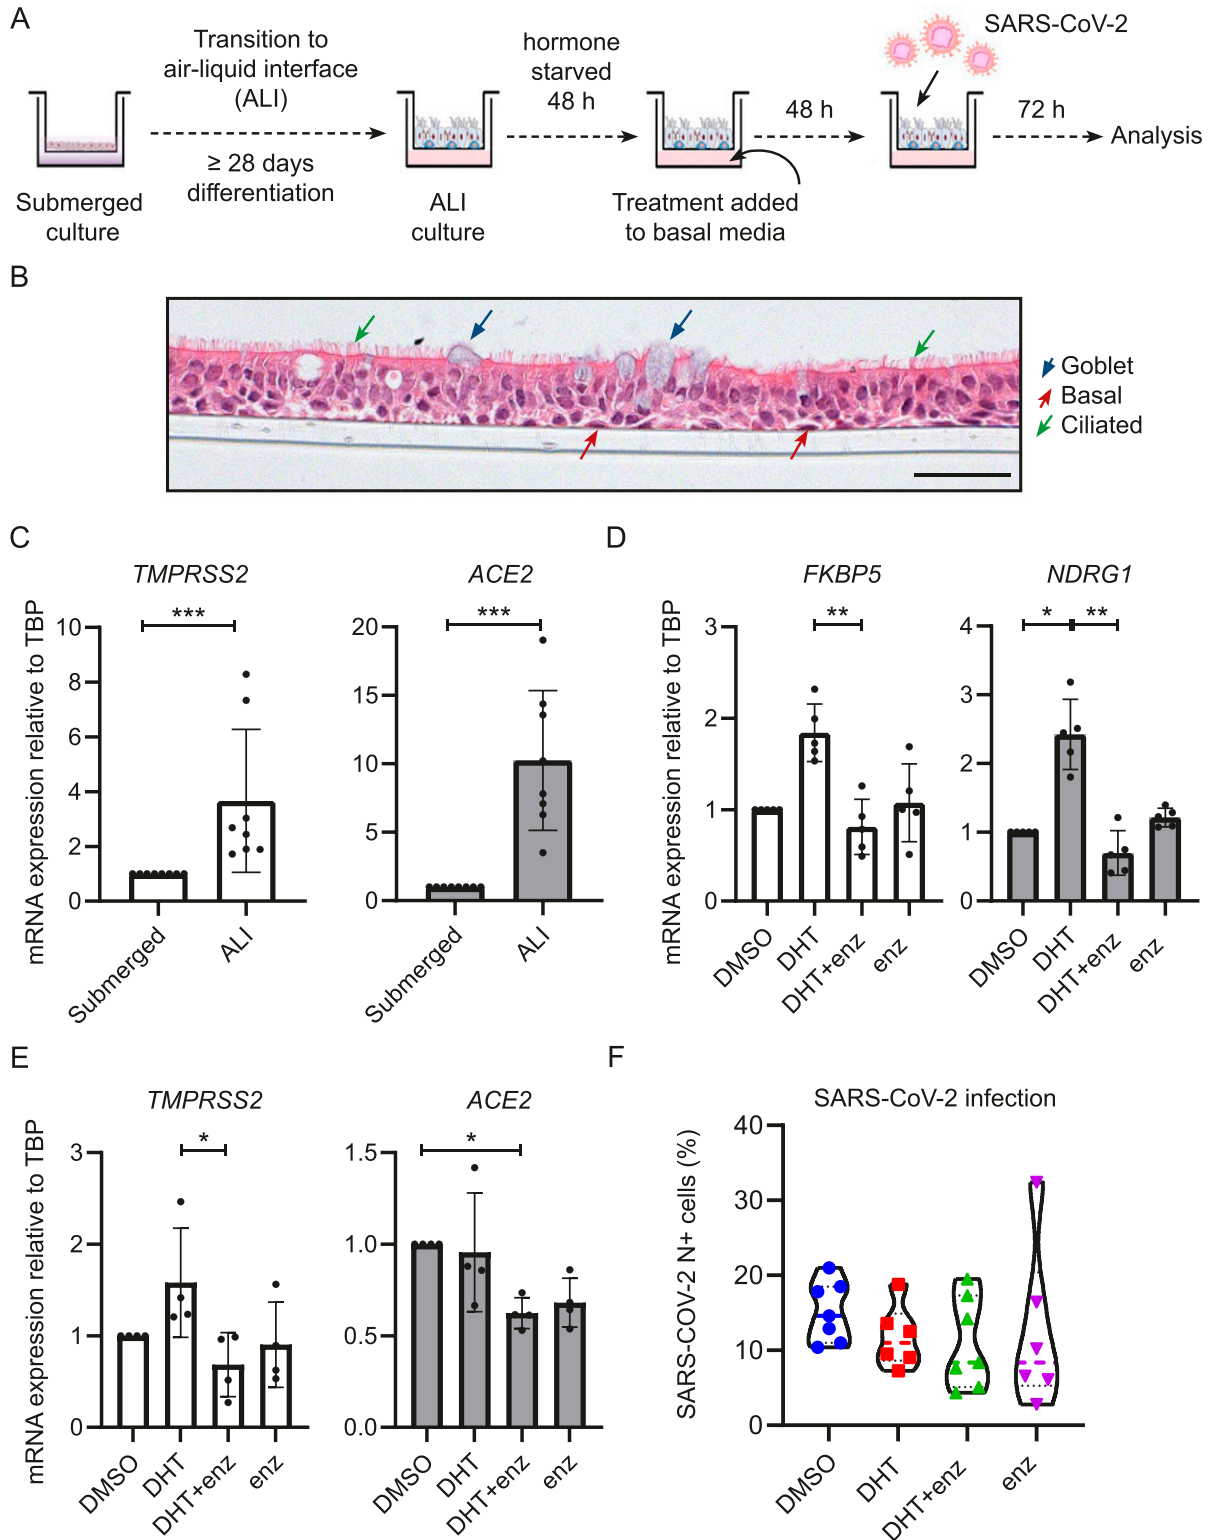 A
Transition to
air-liquid interface
(ALI)
≥ 28 days
differentiation
Submerged
culture
ALI
culture
hormone
starved
48 h
Treatment added
to basal media
48 h
SARS-CoV-2
72 h
Analysis
B
Goblet
Basal
Ciliated
C
TMPRSS2
***
mRNA expression relative to TBP
10
8
6
4
2
0
Submerged
ALI
ACE2
***
20
15
10
5
0
Submerged
ALI
D
FKBP5
**
mRNA expression relative to TBP
3
2
1
0
DMSO
DHT
DHT+enz
enz
NDRG1
*
**
4
3
2
1
0
DMSO
DHT
DHT+enz
enz
E
TMPRSS2
*
mRNA expression relative to TBP
3
2
1
0
DMSO
DHT
DHT+enz
enz
ACE2
*
1.5
1.0
0.5
0.0
DMSO
DHT
DHT+enz
enz
F
SARS-CoV-2 infection
SARS-COV-2 N+ cells (%)
40
30
20
10
0
DMSO
DHT
DHT+enz
enz